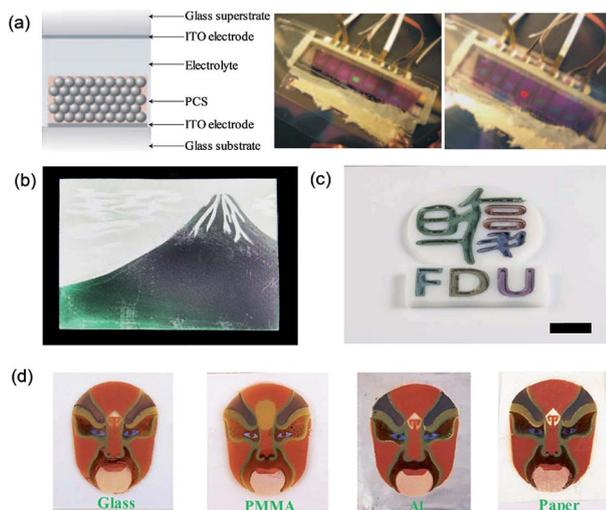 (a)
Glass superstrate
ITO electrode
Electrolyte
PCS
ITO electrode
Glass substrate
(b)
(c)
FDU
(d)
Glass
PMMA
Al
Paper